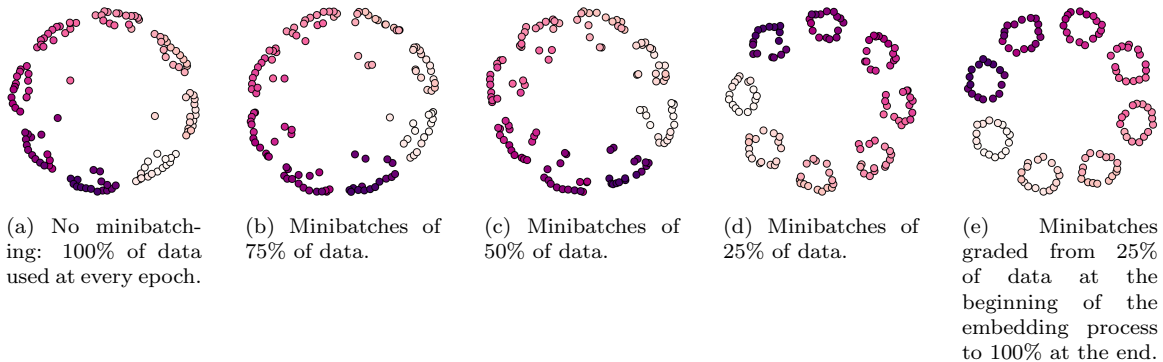 (a) No minibatch-
ing: 100% of data
used at every epoch.
(b) Minibatches of
75% of data.
(c) Minibatches of
50% of data.
(d) Minibatches of
25% of data.
(e) Minibatches
graded from 25%
of data at the
beginning of the
embedding process
to 100% at the end.